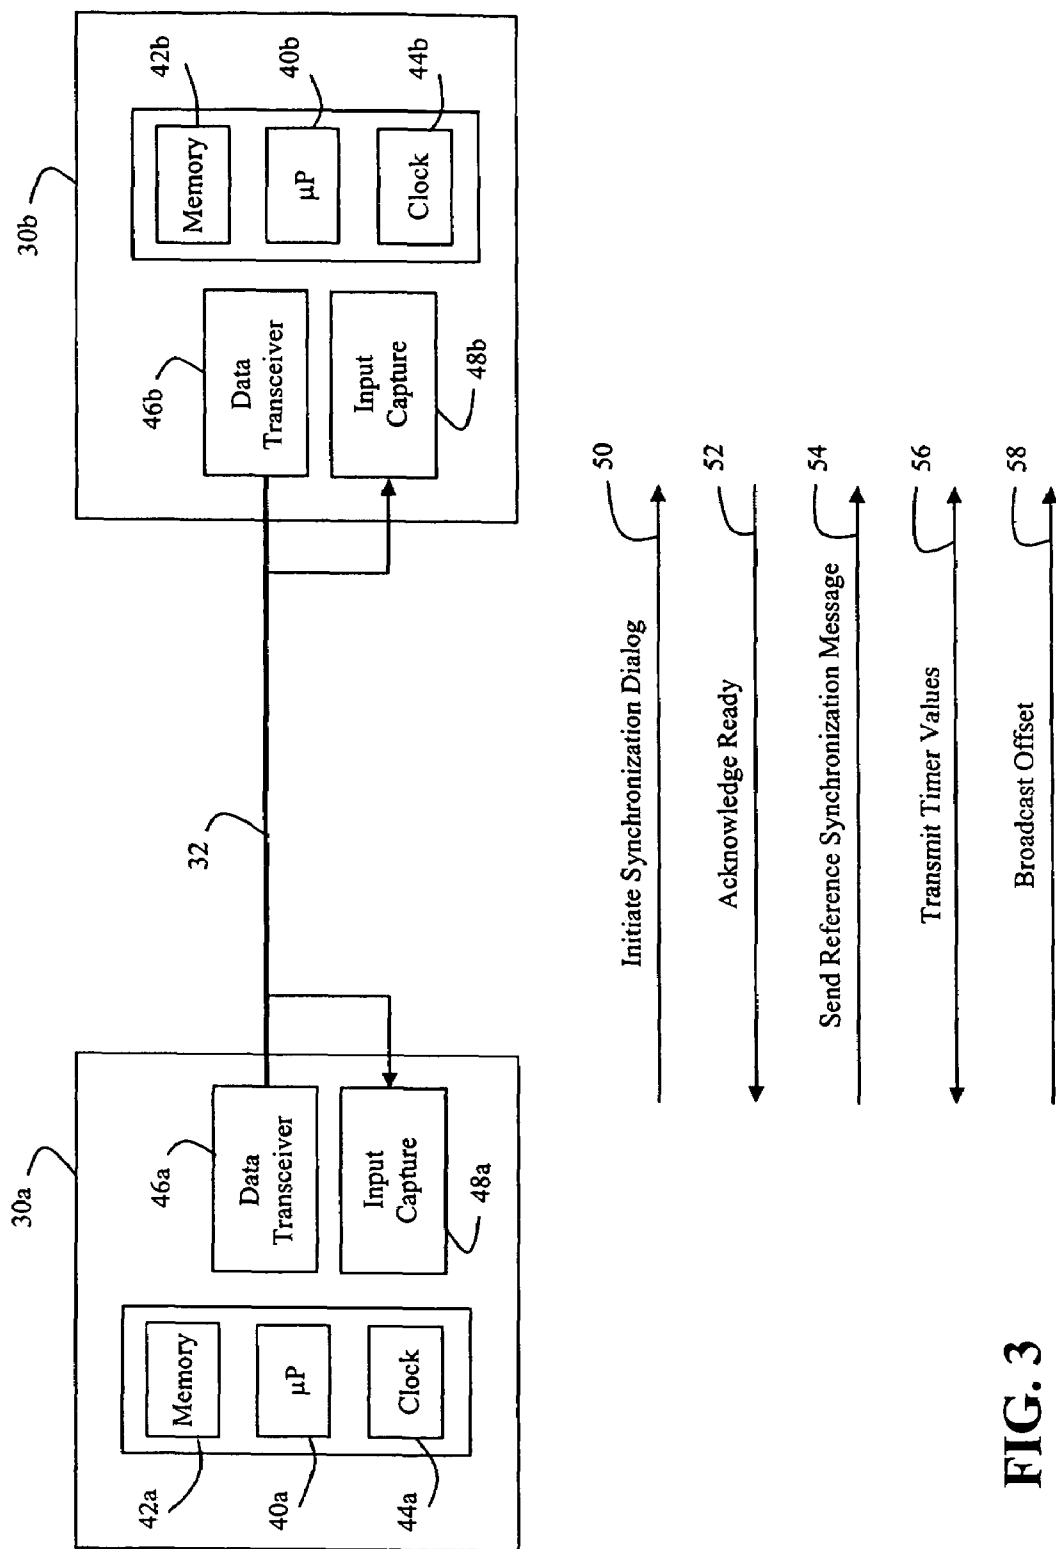 30a
30b
42a
Memory
40a
µP
44a
Clock
46a
Data
Transceiver
Input
Capture
48a
32
46b
Data
Transceiver
Input
Capture
48b
Memory
42b
µP
40b
Clock
44b
Initiate Synchronization Dialog
50
Acknowledge Ready
52
Send Reference Synchronization Message
54
Transmit Timer Values
56
Broadcast Offset
58
FIG. 3